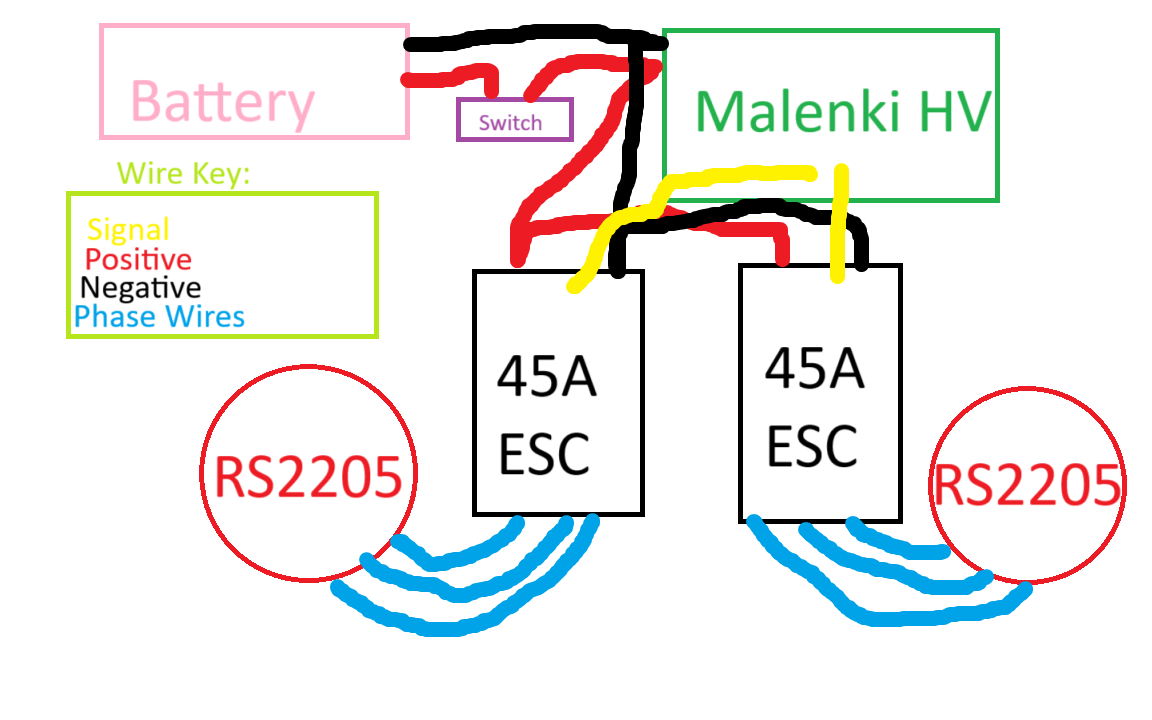 Battery
Switch
Malenki HV
Wire Key:
Signal
Positive
Negative
Phase Wires
45A
ESC
45A
ESC
RS2205
RS2205